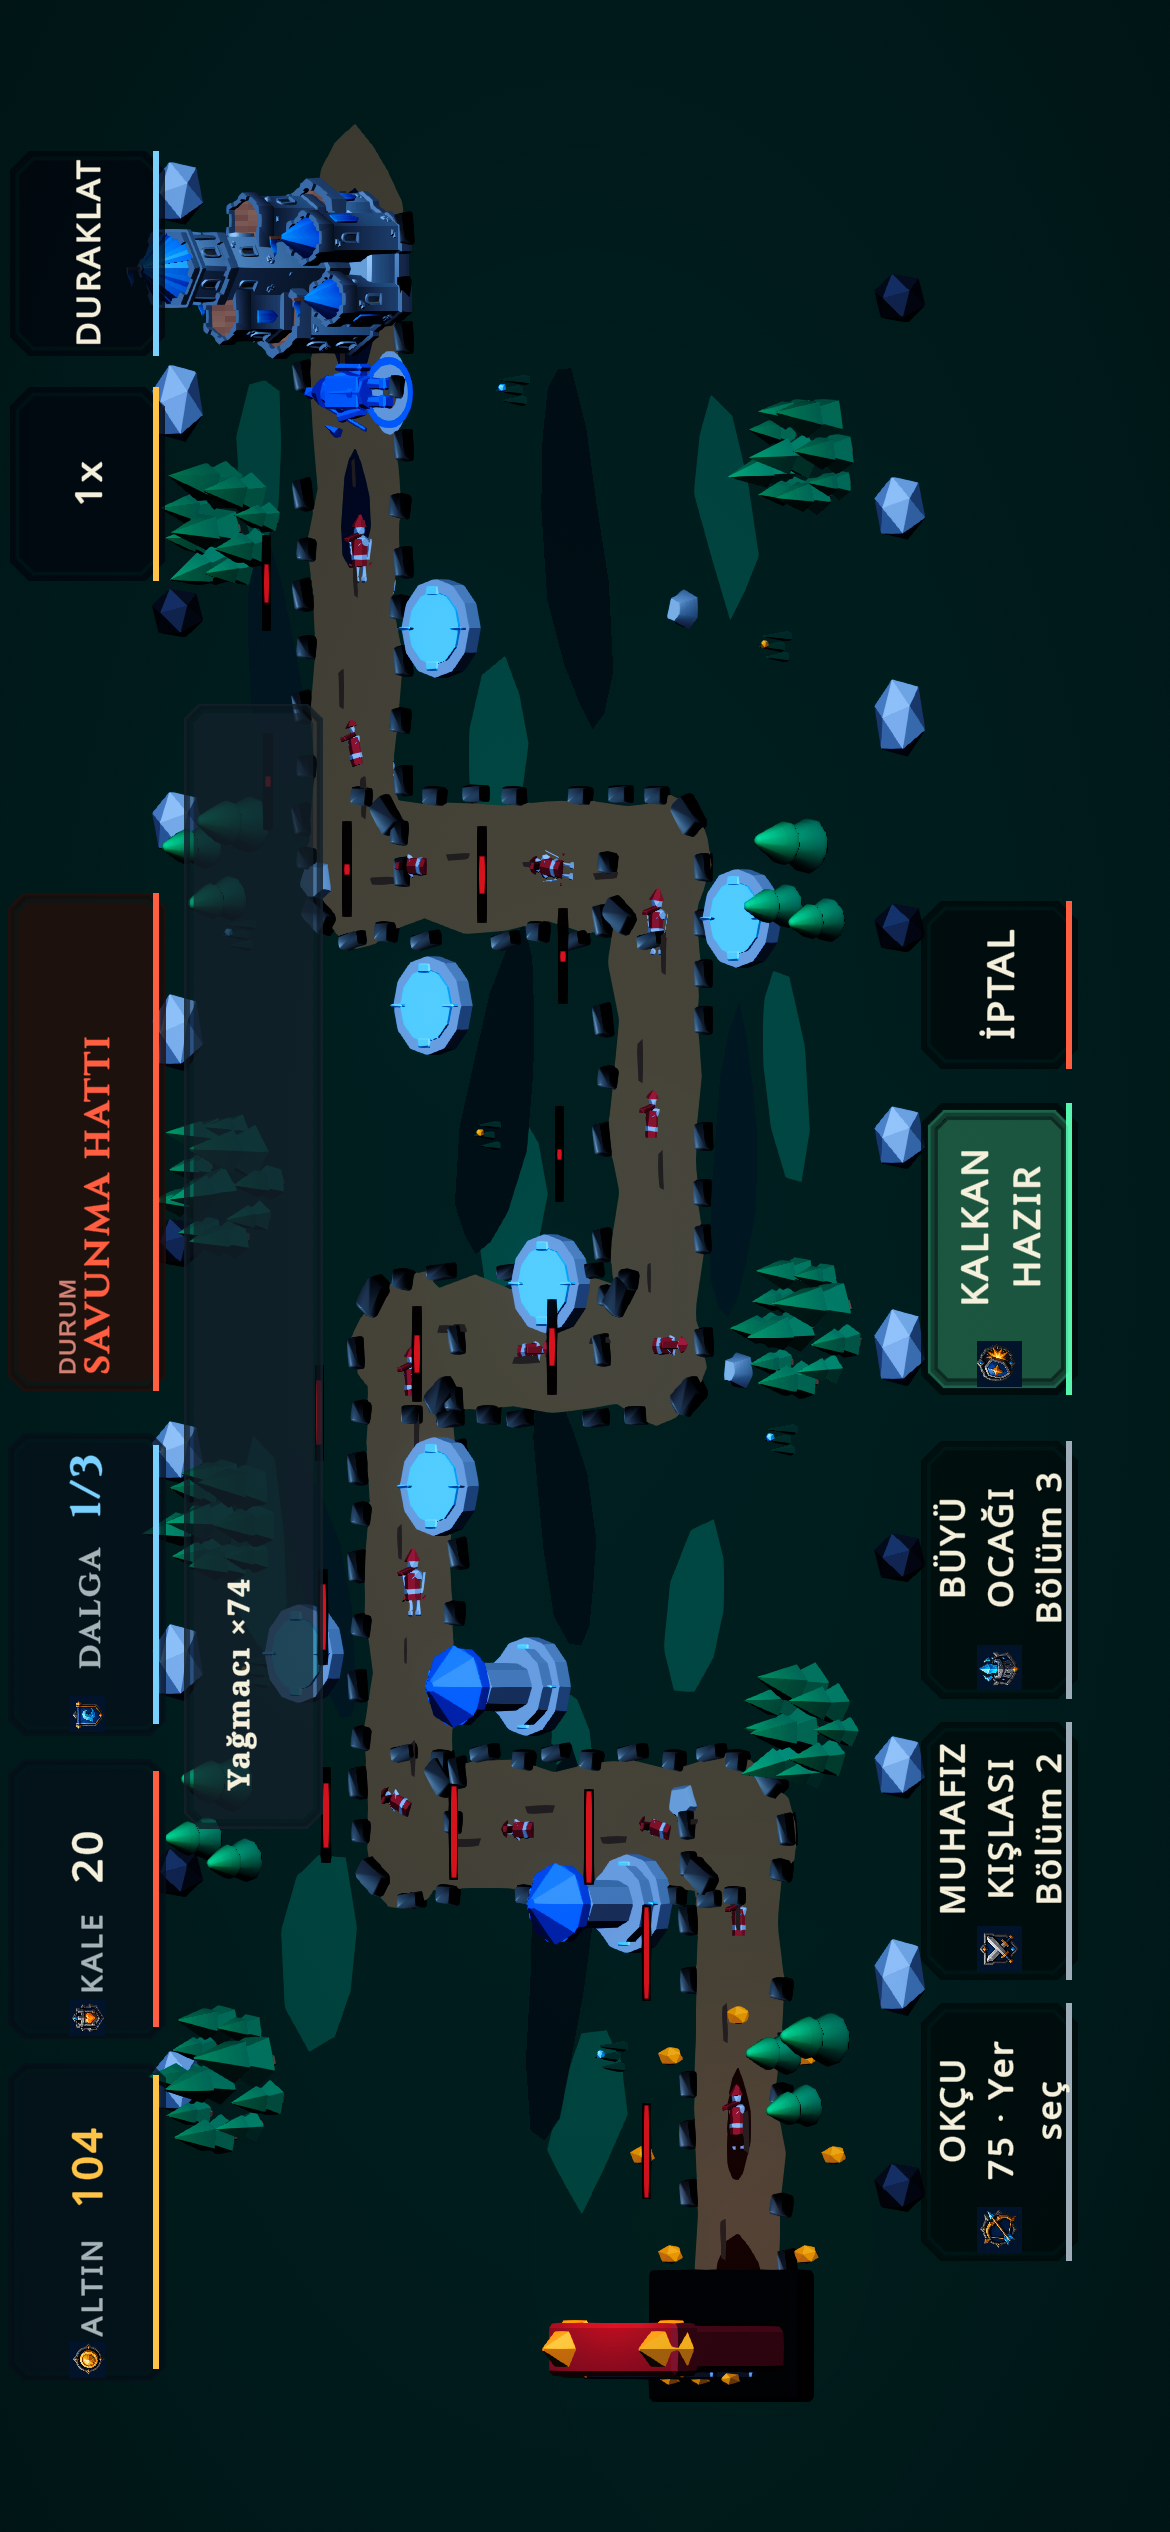 ALTIN 104
KALE 20
DALGA 1/3
DURUM
SAVUNMA HATTI
1x
DURAKLAT
Yağmacı ×74
OKÇU
75 · Yer
seç
MUHAFIZ
KIŞLASI
Bölüm 2
BÜYÜ
OCAĞI
Bölüm 3
KALKAN
HAZIR
İPTAL